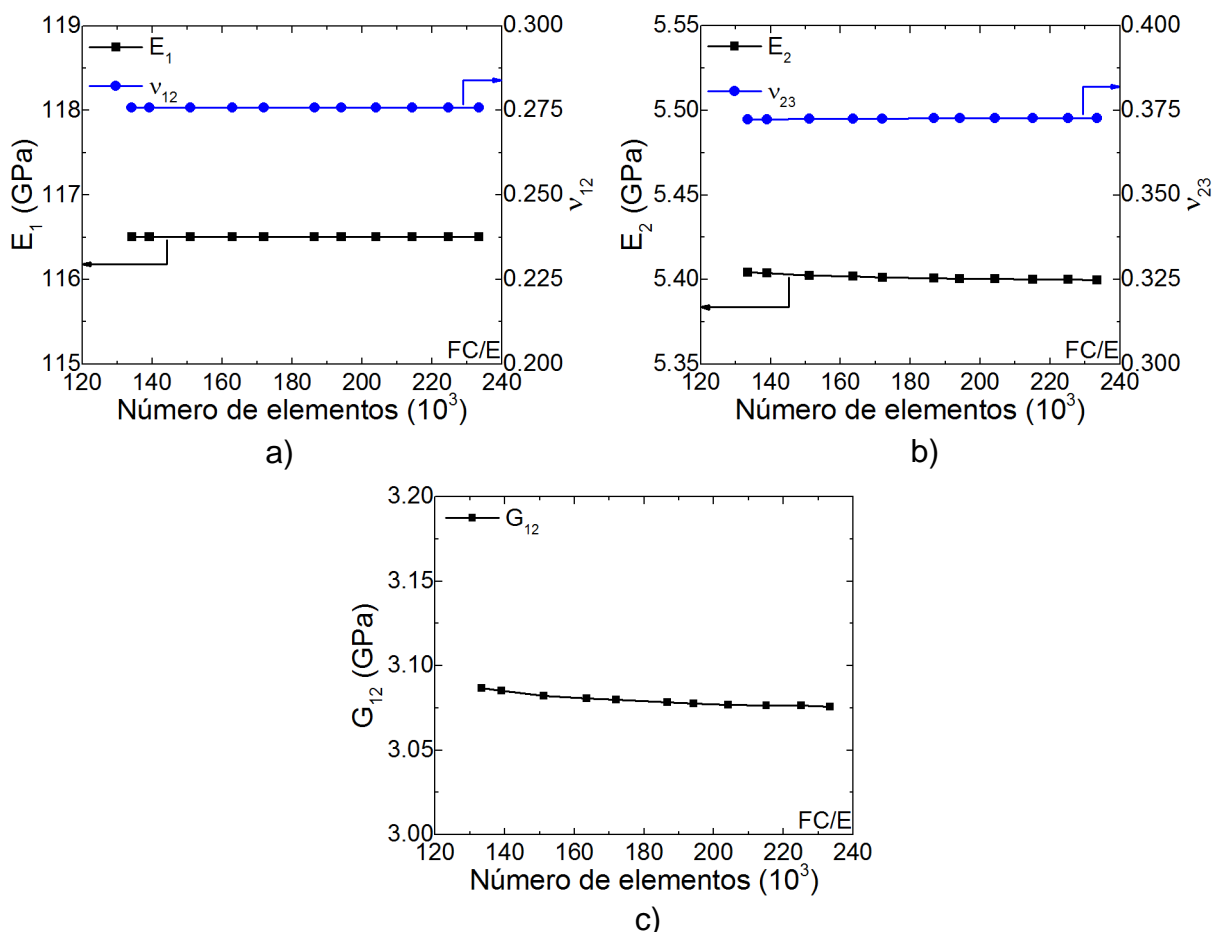 E₁
ν₁₂
119
118
117
116
115
E₁ (GPa)
0.300
0.275
0.250
0.225
0.200
ν₁₂
FC/E
120 140 160 180 200 220 240
Número de elementos (10³)
a)
E₂
ν₂₃
5.55
5.50
5.45
5.40
5.35
E₂ (GPa)
0.400
0.375
0.350
0.325
0.300
ν₂₃
FC/E
120 140 160 180 200 220 240
Número de elementos (10³)
b)
G₁₂
3.20
3.15
3.10
3.05
3.00
G₁₂ (GPa)
FC/E
120 140 160 180 200 220 240
Número de elementos (10³)
c)